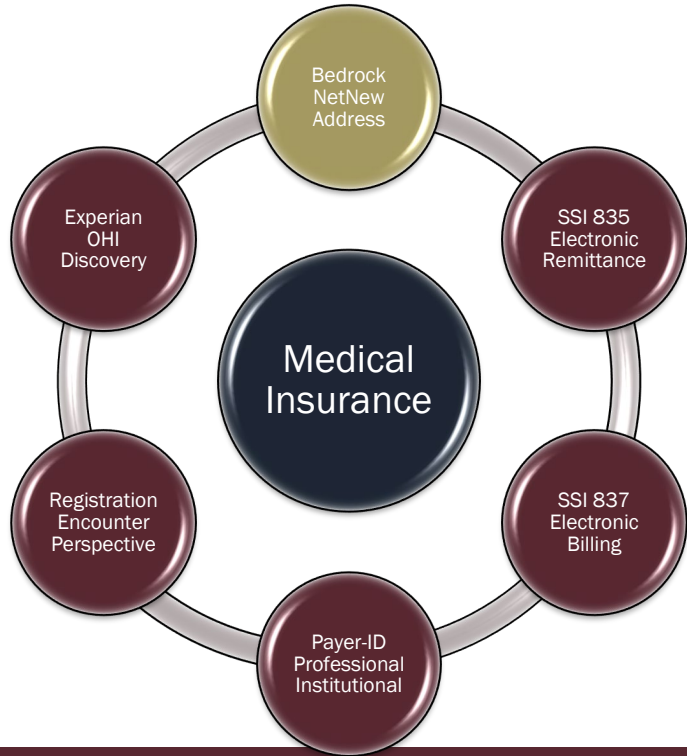 Bedrock
NetNew
Address
Experian
OHI
Discovery
SSI 835
Electronic
Remittance
Medical
Insurance
Registration
Encounter
Perspective
SSI 837
Electronic
Billing
Payer-ID
Professional
Institutional